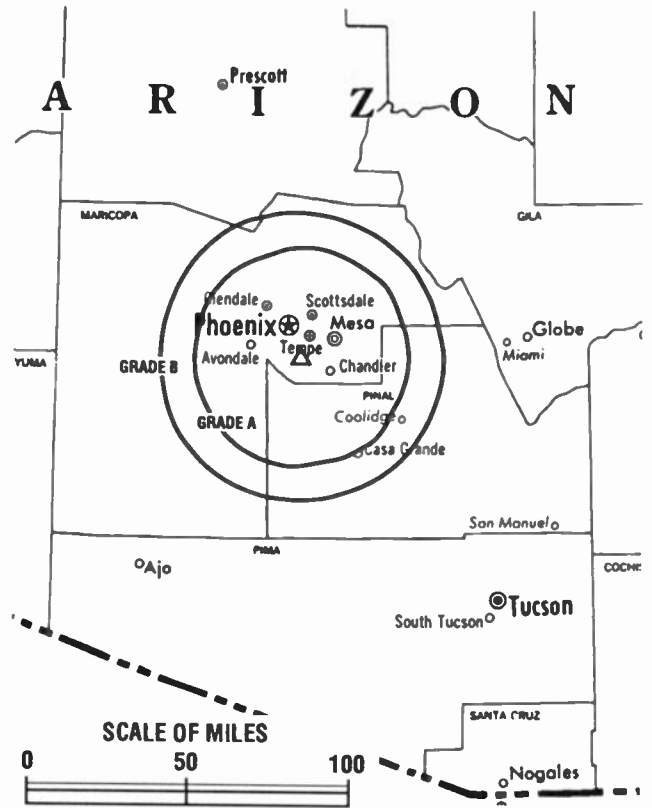 Prescott
A R I Z O N
MARICOPA
GILA
Glendale
Scottsdale
Phoenix
Mesa
Globe
Miami
Avondale
Tempe
YUMA
GRADE B
Chandler
PINAL
GRADE A
Coolidge
Casa Grande
San Manuel
PIMA
Ajo
COCHIS
Tucson
South Tucson
SANTA CRUZ
SCALE OF MILES
0 50 100
Nogales